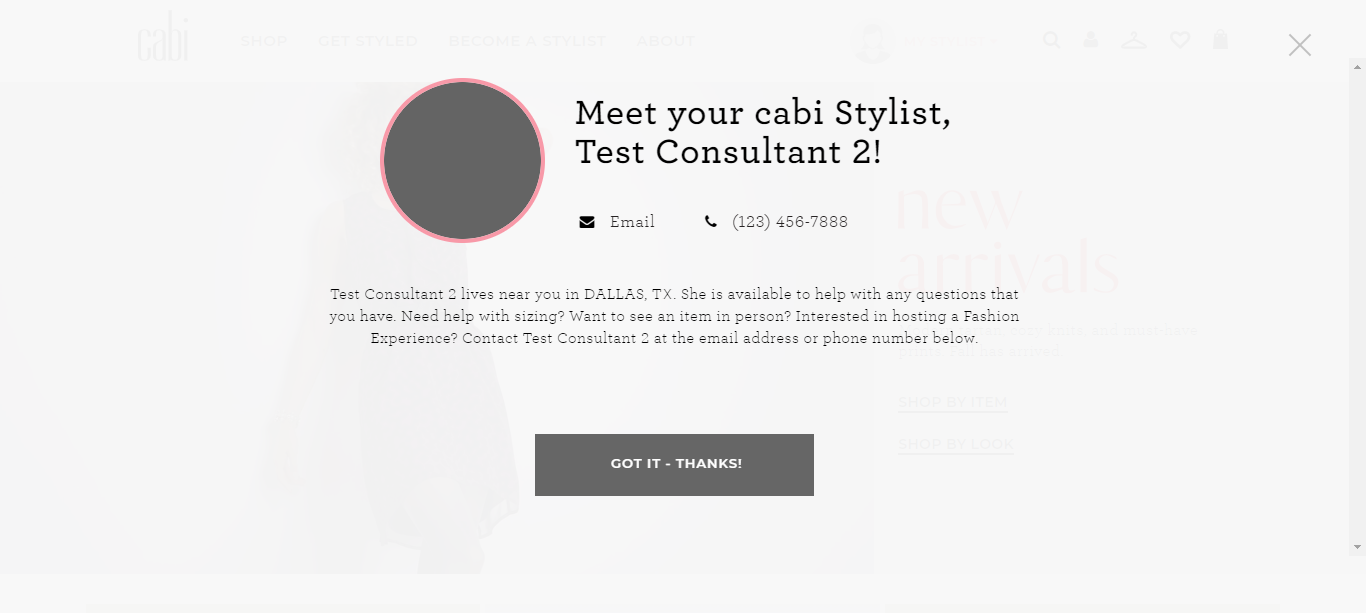 cabi
SHOP GET STYLED BECOME A STYLIST ABOUT
Meet your cabi Stylist,
Test Consultant 2!
Email (123) 456-7888
new
arrivals
Test Consultant 2 lives near you in DALLAS, TX. She is available to help with any questions that
you have. Need help with sizing? Want to see an item in person? Interested in hosting a Fashion
Experience? Contact Test Consultant 2 at the email address or phone number below.
SHOP BY ITEM
SHOP BY LOOK
GOT IT - THANKS!